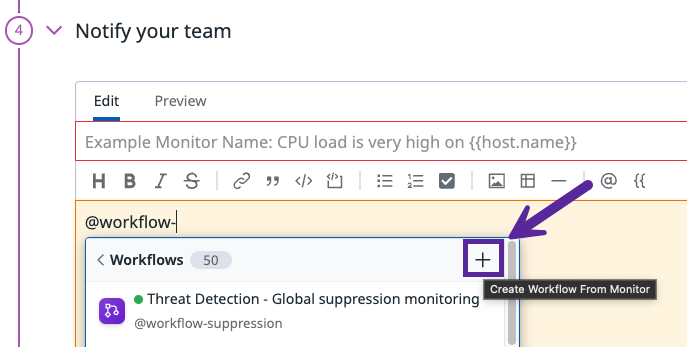 4
Notify your team
Edit Preview
Example Monitor Name: CPU load is very high on {{host.name}}
H B I S @ {{
@workflow-
Workflows 50 +
Create Workflow From Monitor
Threat Detection - Global suppression monitoring
@workflow-suppression